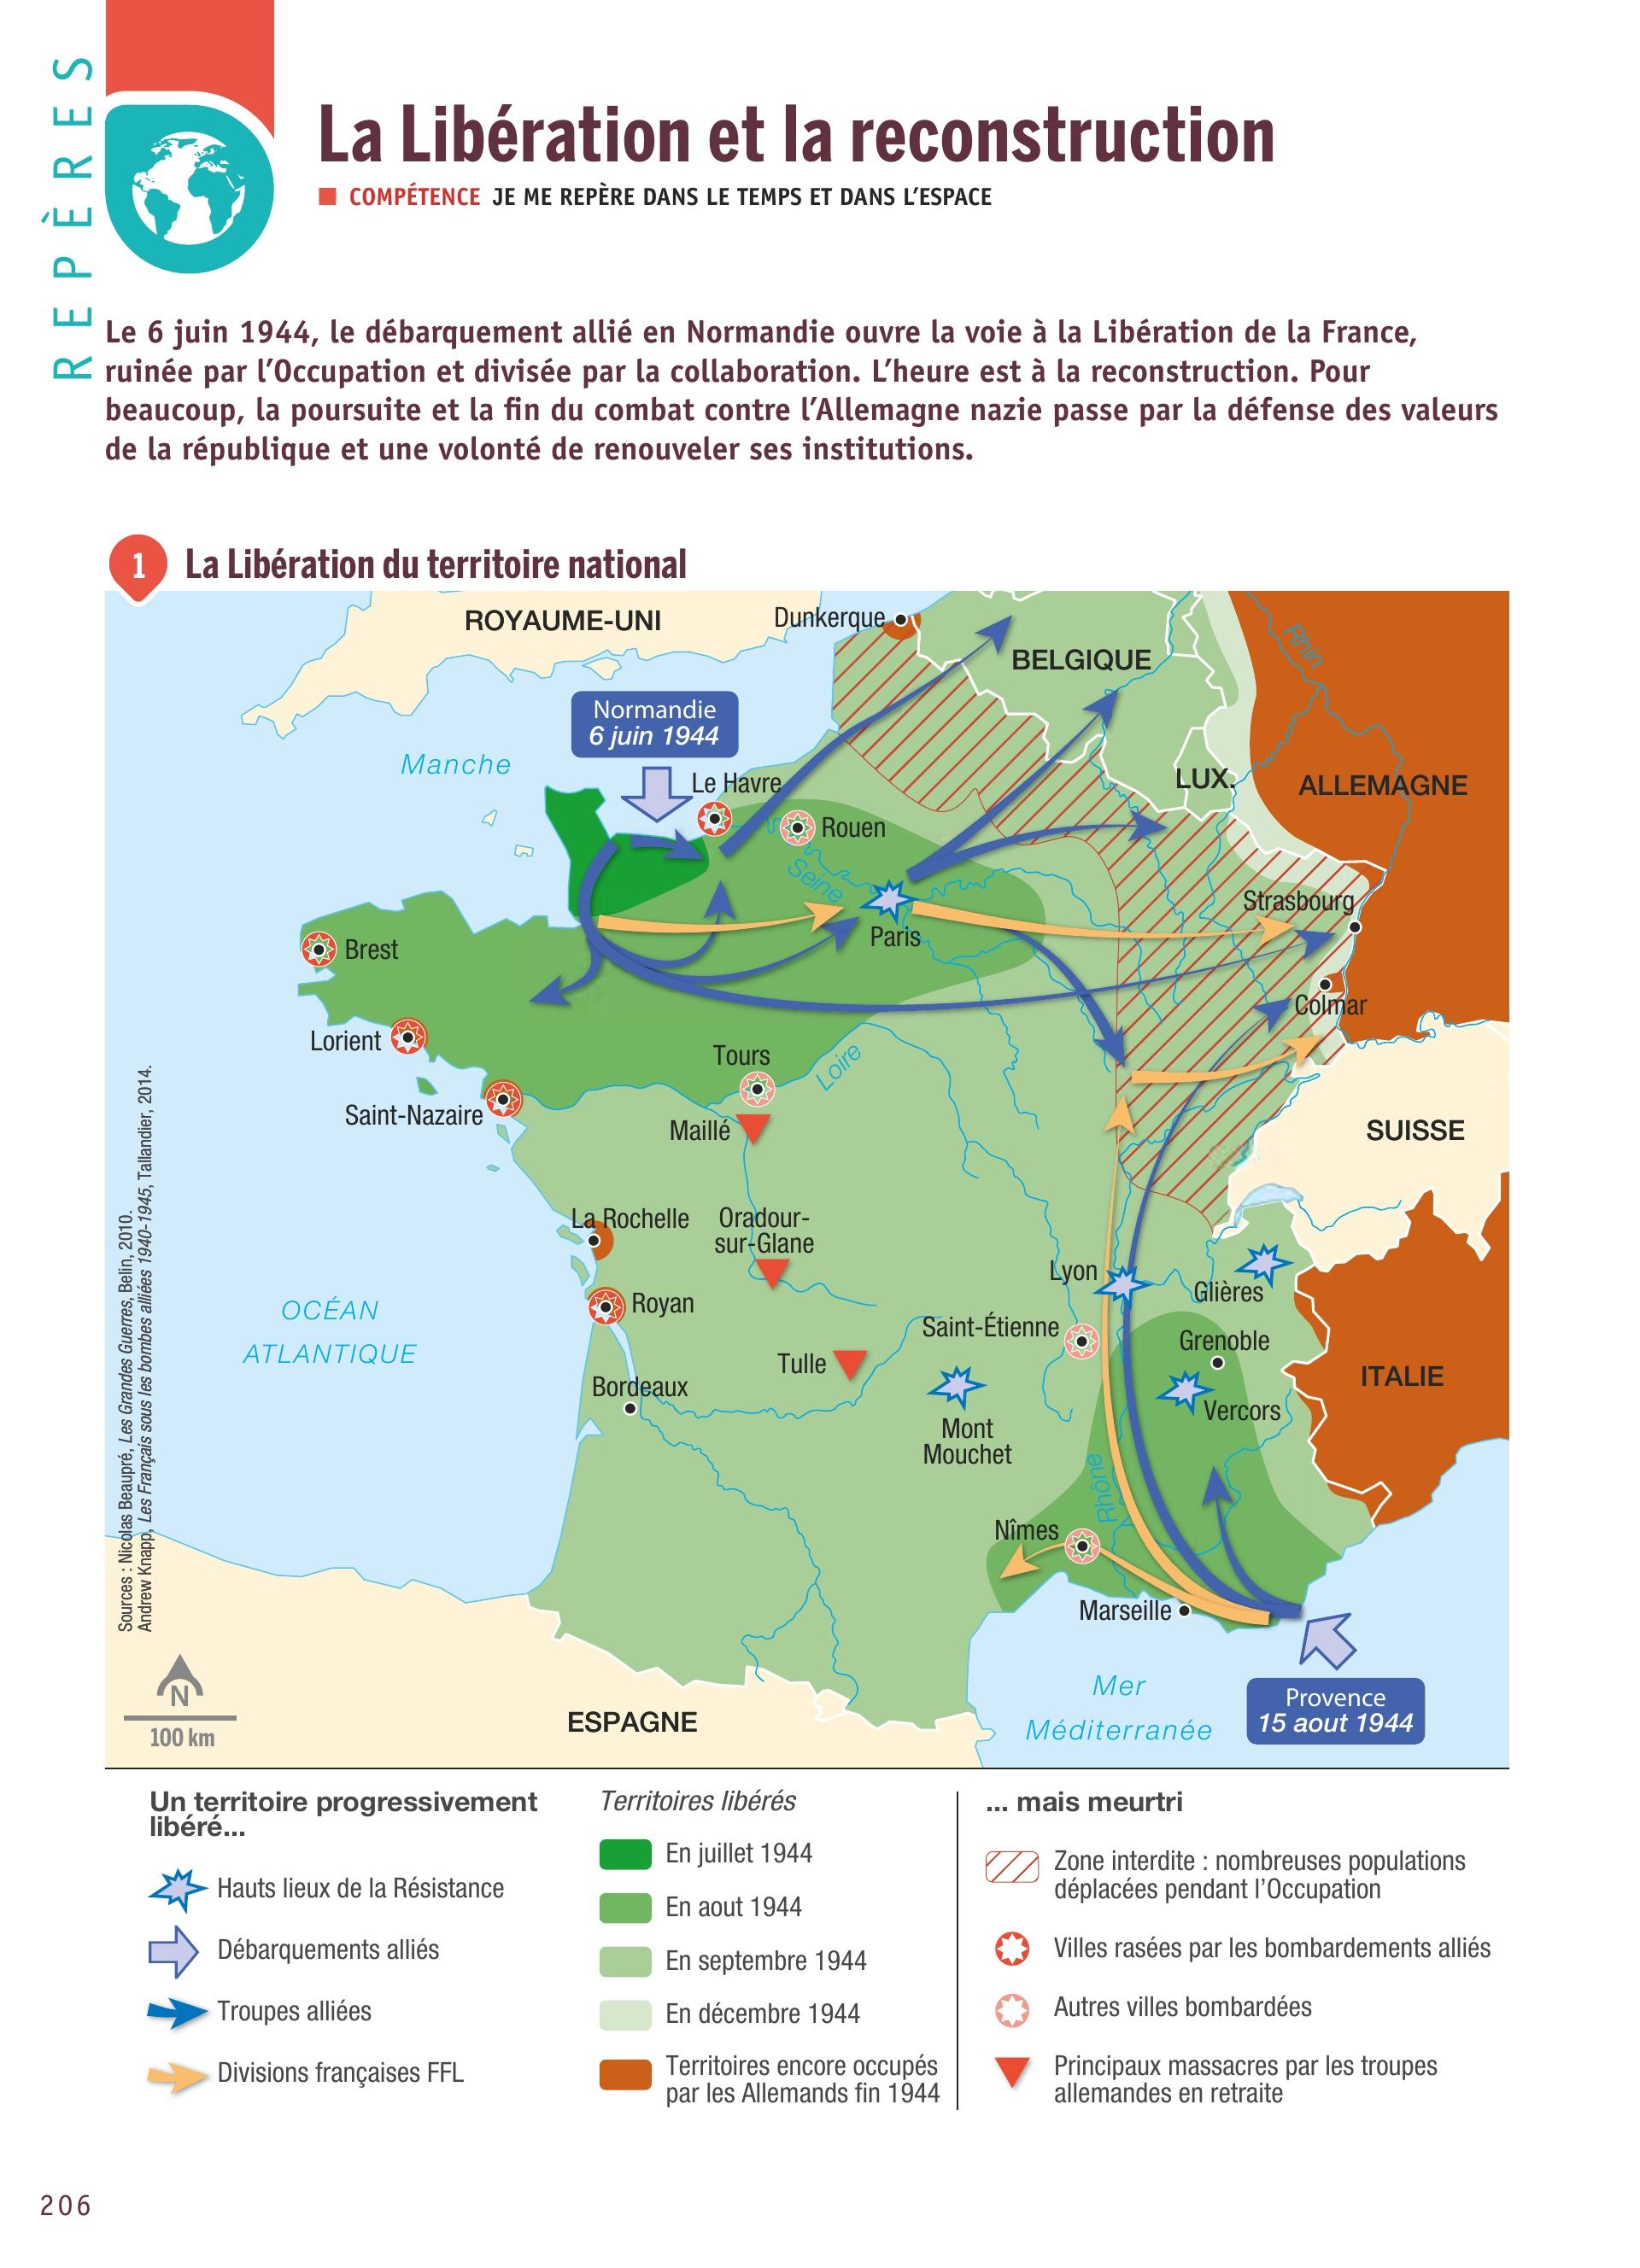 REPÈRES
La Libération et la reconstruction
COMPÉTENCE JE ME REPÈRE DANS LE TEMPS ET DANS L'ESPACE
Le 6 juin 1944, le débarquement allié en Normandie ouvre la voie à la Libération de la France,
ruinée par l'Occupation et divisée par la collaboration. L'heure est à la reconstruction. Pour
beaucoup, la poursuite et la fin du combat contre l'Allemagne nazie passe par la défense des valeurs
de la république et une volonté de renouveler ses institutions.
1 La Libération du territoire national
ROYAUME-UNI
Dunkerque
Rhin
BELGIQUE
Normandie
6 juin 1944
Manche
Le Havre
LUX.
ALLEMAGNE
Rouen
Seine
Strasbourg
Paris
Brest
Colmar
Lorient
Tours
Loire
Saint-Nazaire
Maillé
SUISSE
La Rochelle
Oradour-
sur-Glane
Lyon
Glières
OCÉAN
ATLANTIQUE
Royan
Saint-Étienne
Grenoble
Tulle
ITALIE
Bordeaux
Vercors
Mont
Mouchet
Rhône
Nîmes
Marseille
Mer
Méditerranée
Provence
15 aout 1944
ESPAGNE
N
100 km
Sources : Nicolas Beaupré, Les Grandes Guerres, Belin, 2010.
Andrew Knapp, Les Français sous les bombes alliées 1940-1945, Tallandier, 2014.
Un territoire progressivement
libéré...
Hauts lieux de la Résistance
Débarquements alliés
Troupes alliées
Divisions françaises FFL
Territoires libérés
En juillet 1944
En aout 1944
En septembre 1944
En décembre 1944
Territoires encore occupés
par les Allemands fin 1944
... mais meurtri
Zone interdite : nombreuses populations
déplacées pendant l'Occupation
Villes rasées par les bombardements alliés
Autres villes bombardées
Principaux massacres par les troupes
allemandes en retraite
206